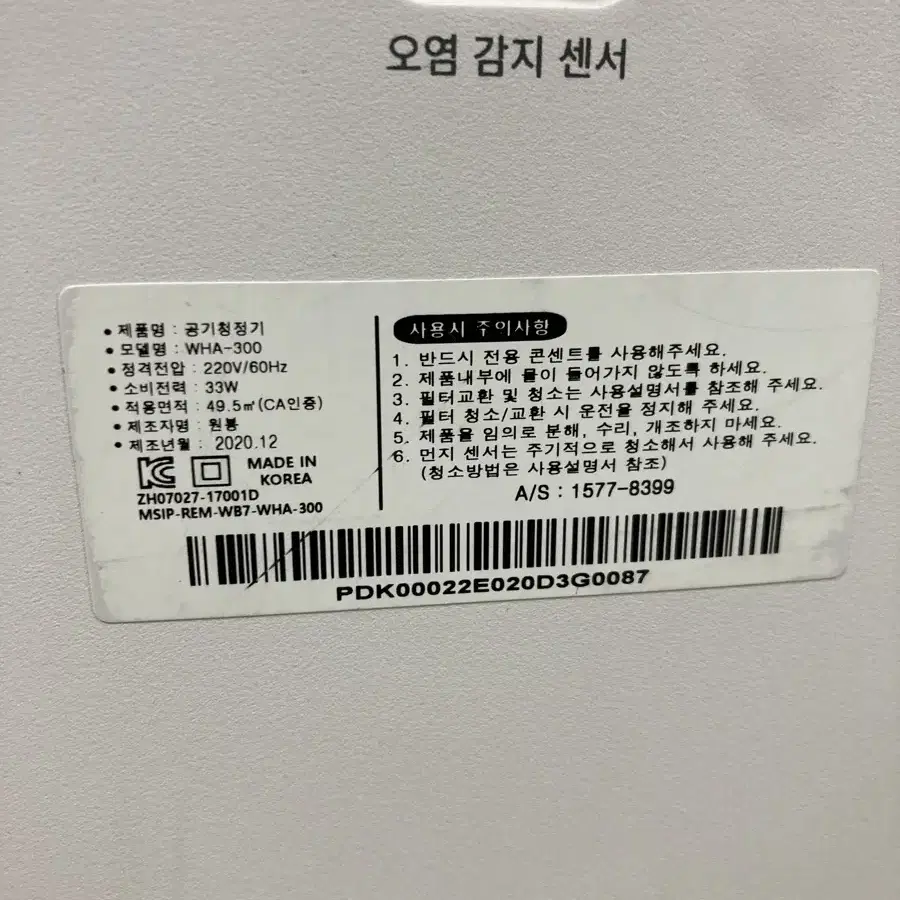 오염 감지 센서
• 제품명 : 공기청정기
• 모델명 : WHA-300
• 정격전압 : 220V/60Hz
• 소비전력 : 33W
• 적용면적 : 49.5㎡(CA인증)
• 제조자명 : 원봉
• 제조년월 : 2020.12
MADE IN
KOREA
ZH07027-17001D
MSIP-REM-WB7-WHA-300
사용시 주의사항
1. 반드시 전용 콘센트를 사용해주세요.
2. 제품내부에 물이 들어가지 않도록 하세요.
3. 필터교환 및 청소는 사용설명서를 참조해 주세요.
4. 필터 청소/교환 시 운전을 정지해 주세요.
5. 제품을 임의로 분해, 수리, 개조하지 마세요.
6. 먼지 센서는 주기적으로 청소해서 사용해 주세요.
(청소방법은 사용설명서 참조)
A/S : 1577-8399
PDK00022E020D3G0087